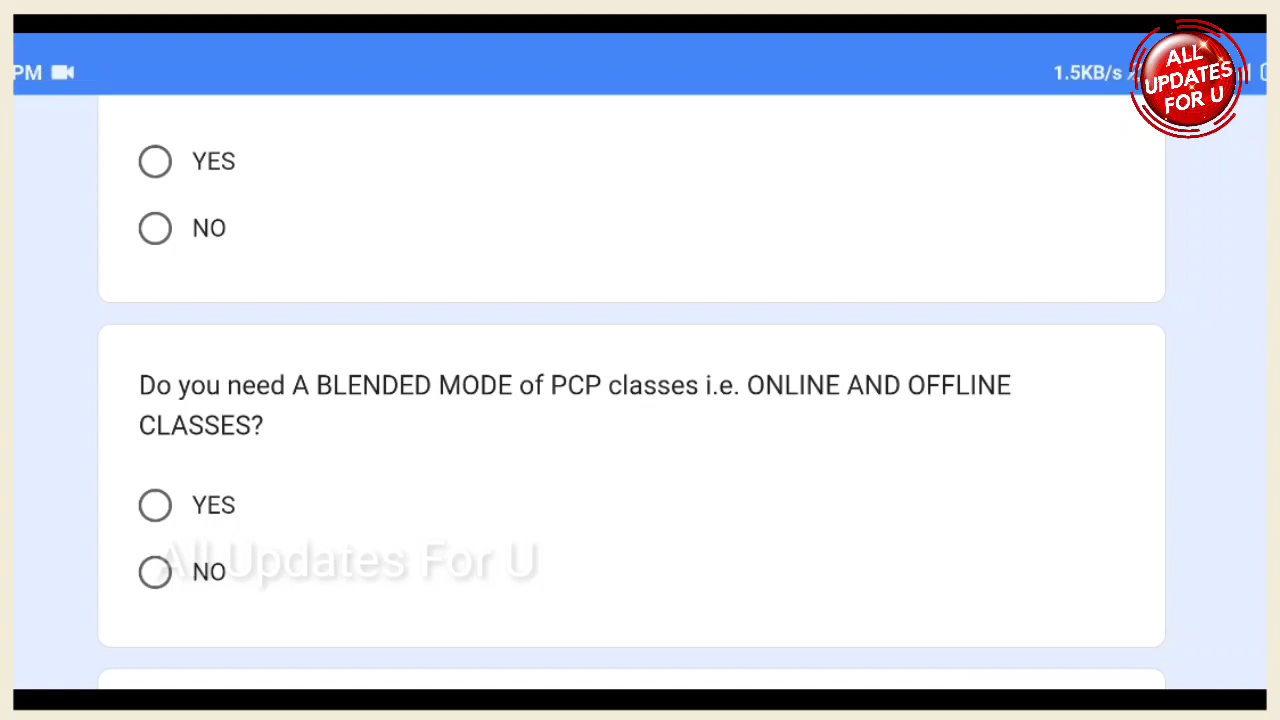 PM
1.5KB/s
ALL
UPDATES
FOR U
YES
NO
Do you need A BLENDED MODE of PCP classes i.e. ONLINE AND OFFLINE
CLASSES?
YES
All Updates For U
NO